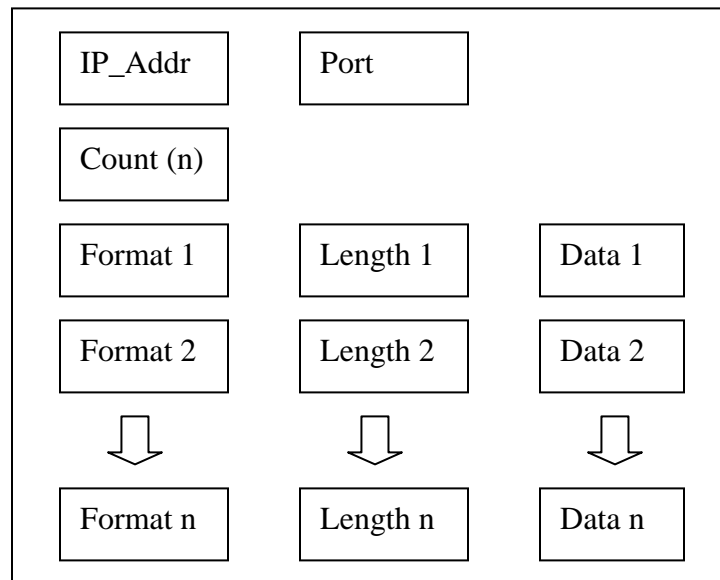 IP_Addr Port
Count (n)
Format 1 Length 1 Data 1
Format 2 Length 2 Data 2
Format n Length n Data n